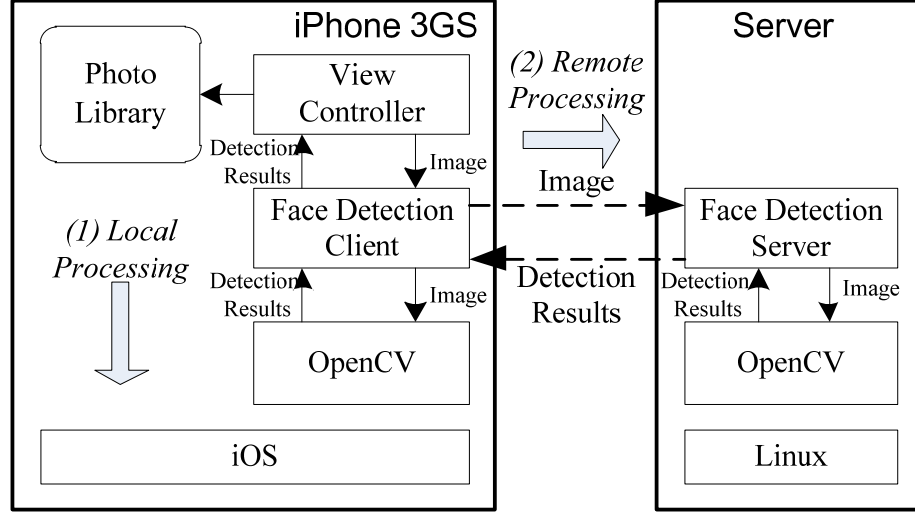 iPhone 3GS
Photo
Library
View
Controller
Detection
Results
Image
Face Detection
Client
(1) Local
Processing
Detection
Results
Image
OpenCV
iOS
(2) Remote
Processing
Image
Detection
Results
Server
Face Detection
Server
Detection
Results
Image
OpenCV
Linux